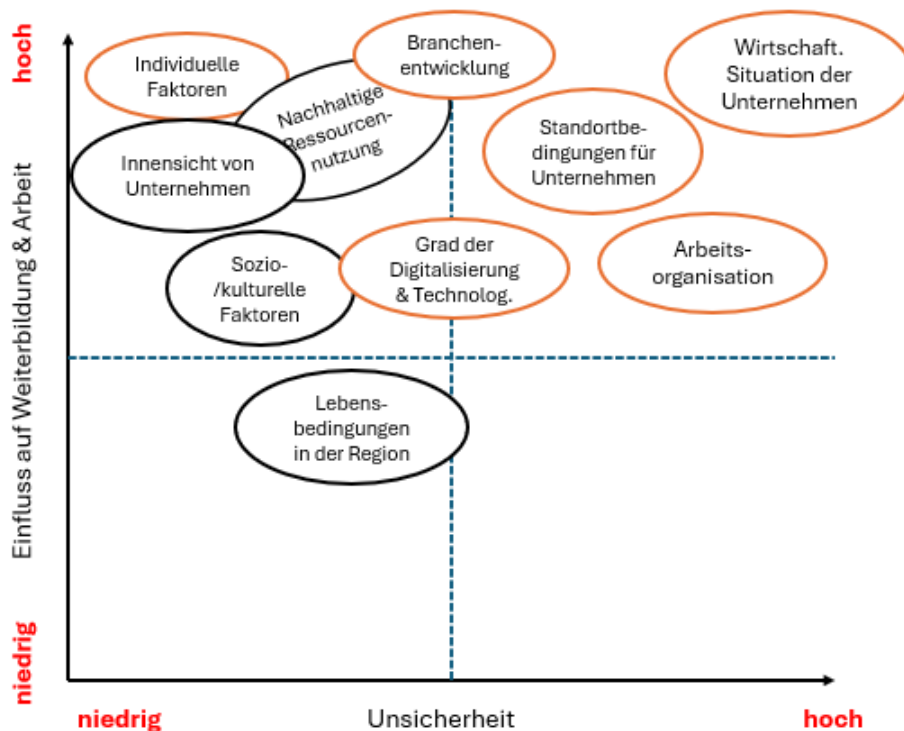 hoch
Einfluss auf Weiterbildung & Arbeit
niedrig
Individuelle
Faktoren
Branchen-
entwicklung
Wirtschaft.
Situation der
Unternehmen
Nachhaltige
Ressourcen-
nutzung
Standortbe-
dingungen für
Unternehmen
Innensicht von
Unternehmen
Sozio-
/kulturelle
Faktoren
Grad der
Digitalisierung
& Technolog.
Arbeits-
organisation
Lebens-
bedingungen
in der Region
niedrig
Unsicherheit
hoch